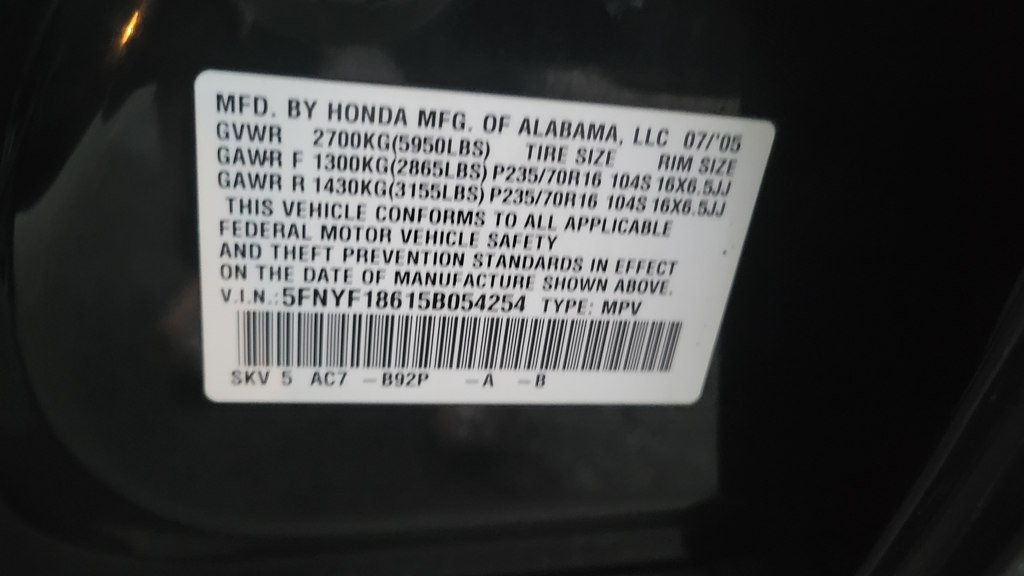 MFD. BY HONDA MFG. OF ALABAMA, LLC 07/'05
GVWR 2700KG(5950LBS) TIRE SIZE RIM SIZE
GAWR F 1300KG(2865LBS) P235/70R16 104S 16X6.5JJ
GAWR R 1430KG(3155LBS) P235/70R16 104S 16X6.5JJ
THIS VEHICLE CONFORMS TO ALL APPLICABLE
FEDERAL MOTOR VEHICLE SAFETY
AND THEFT PREVENTION STANDARDS IN EFFECT
ON THE DATE OF MANUFACTURE SHOWN ABOVE.
V.I.N.:5FNYF18615B054254 TYPE: MPV
SKV 5 AC7 -B92P -A -B